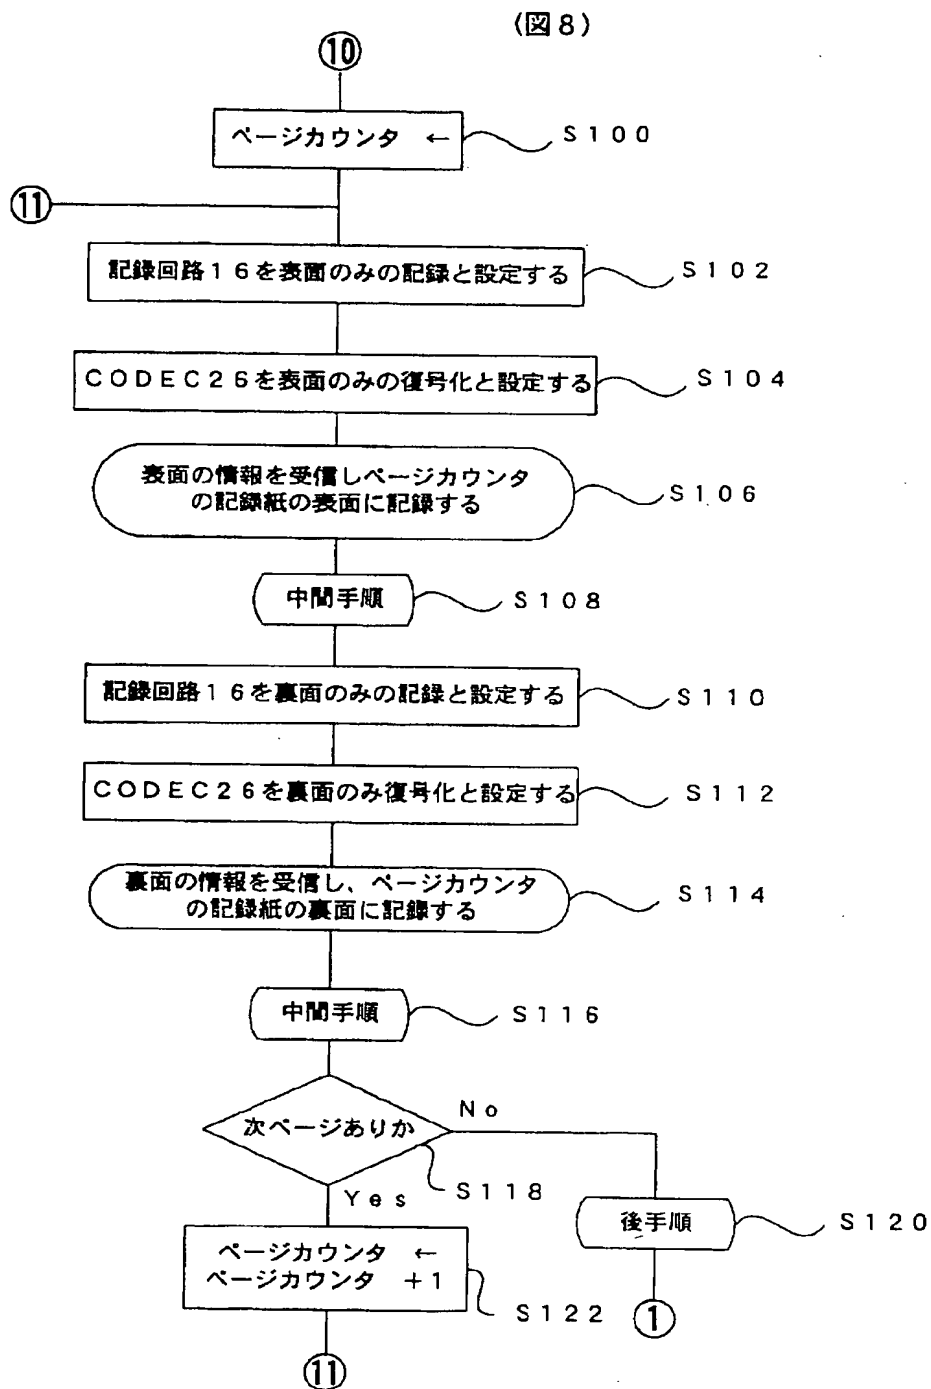 (図8)
⑩
ページカウンタ ←
S100
⑪
記録回路16を表面のみの記録と設定する
S102
CODEC26を表面のみの復号化と設定する
S104
表面の情報を受信しページカウンタ
の記録紙の表面に記録する
S106
中間手順
S108
記録回路16を裏面のみの記録と設定する
S110
CODEC26を裏面のみ復号化と設定する
S112
裏面の情報を受信し、ページカウンタ
の記録紙の裏面に記録する
S114
中間手順
S116
次ページありか
No
S118
Yes
後手順
S120
ページカウンタ ←
ページカウンタ +1
S122
①
⑪